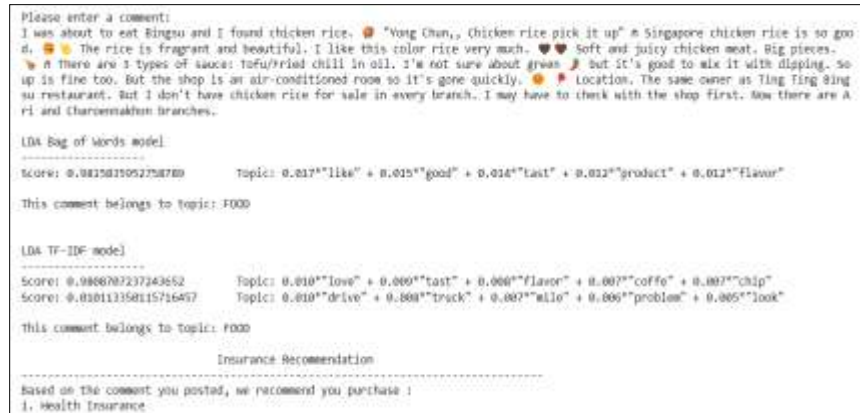 Please enter a comment:
I was about to eat Bingsu and I found chicken rice. 🍘 "Yong Chun,, Chicken rice pick it up" Singapore chicken rice is so goo
d. The rice is fragrant and beautiful. I like this color rice very much. 🖤🖤 Soft and juicy chicken meat. Big pieces.
There are 3 types of sauce: Tofu/Fried chili in oil. I'm not sure about green 🌶 but it's good to mix it with dipping. So
up is fine too. But the shop is an air-conditioned room so it's gone quickly. Location. The same owner as Ting Ting Bing
su restaurant. But I don't have chicken rice for sale in every branch. I may have to check with the shop first. Now there are A
ri and Charoennakhon branches.
LDA Bag of Words model
-------------------
Score: Topic: 0.017*"like" + 0.015*"good" + 0.014*"tast" + 0.012*"product" + 0.012*"flavor"
This comment belongs to topic: FOOD
LDA TF-IDF model
-------------------
Score: 0.9808707237243652 Topic: 0.010*"love" + 0.009*"tast" + 0.008*"flavor" + 0.007*"coffe" + 0.007*"chip"
Score: 0.010113350115716457 Topic: 0.010*"drive" + 0.008*"truck" + 0.007*"mile" + 0.006*"problem" + 0.005*"look"
This comment belongs to topic: FOOD
Insurance Recommendation
--------------------------------------------------------------------------------
Based on the comment you posted, we recommend you purchase :
1. Health Insurance